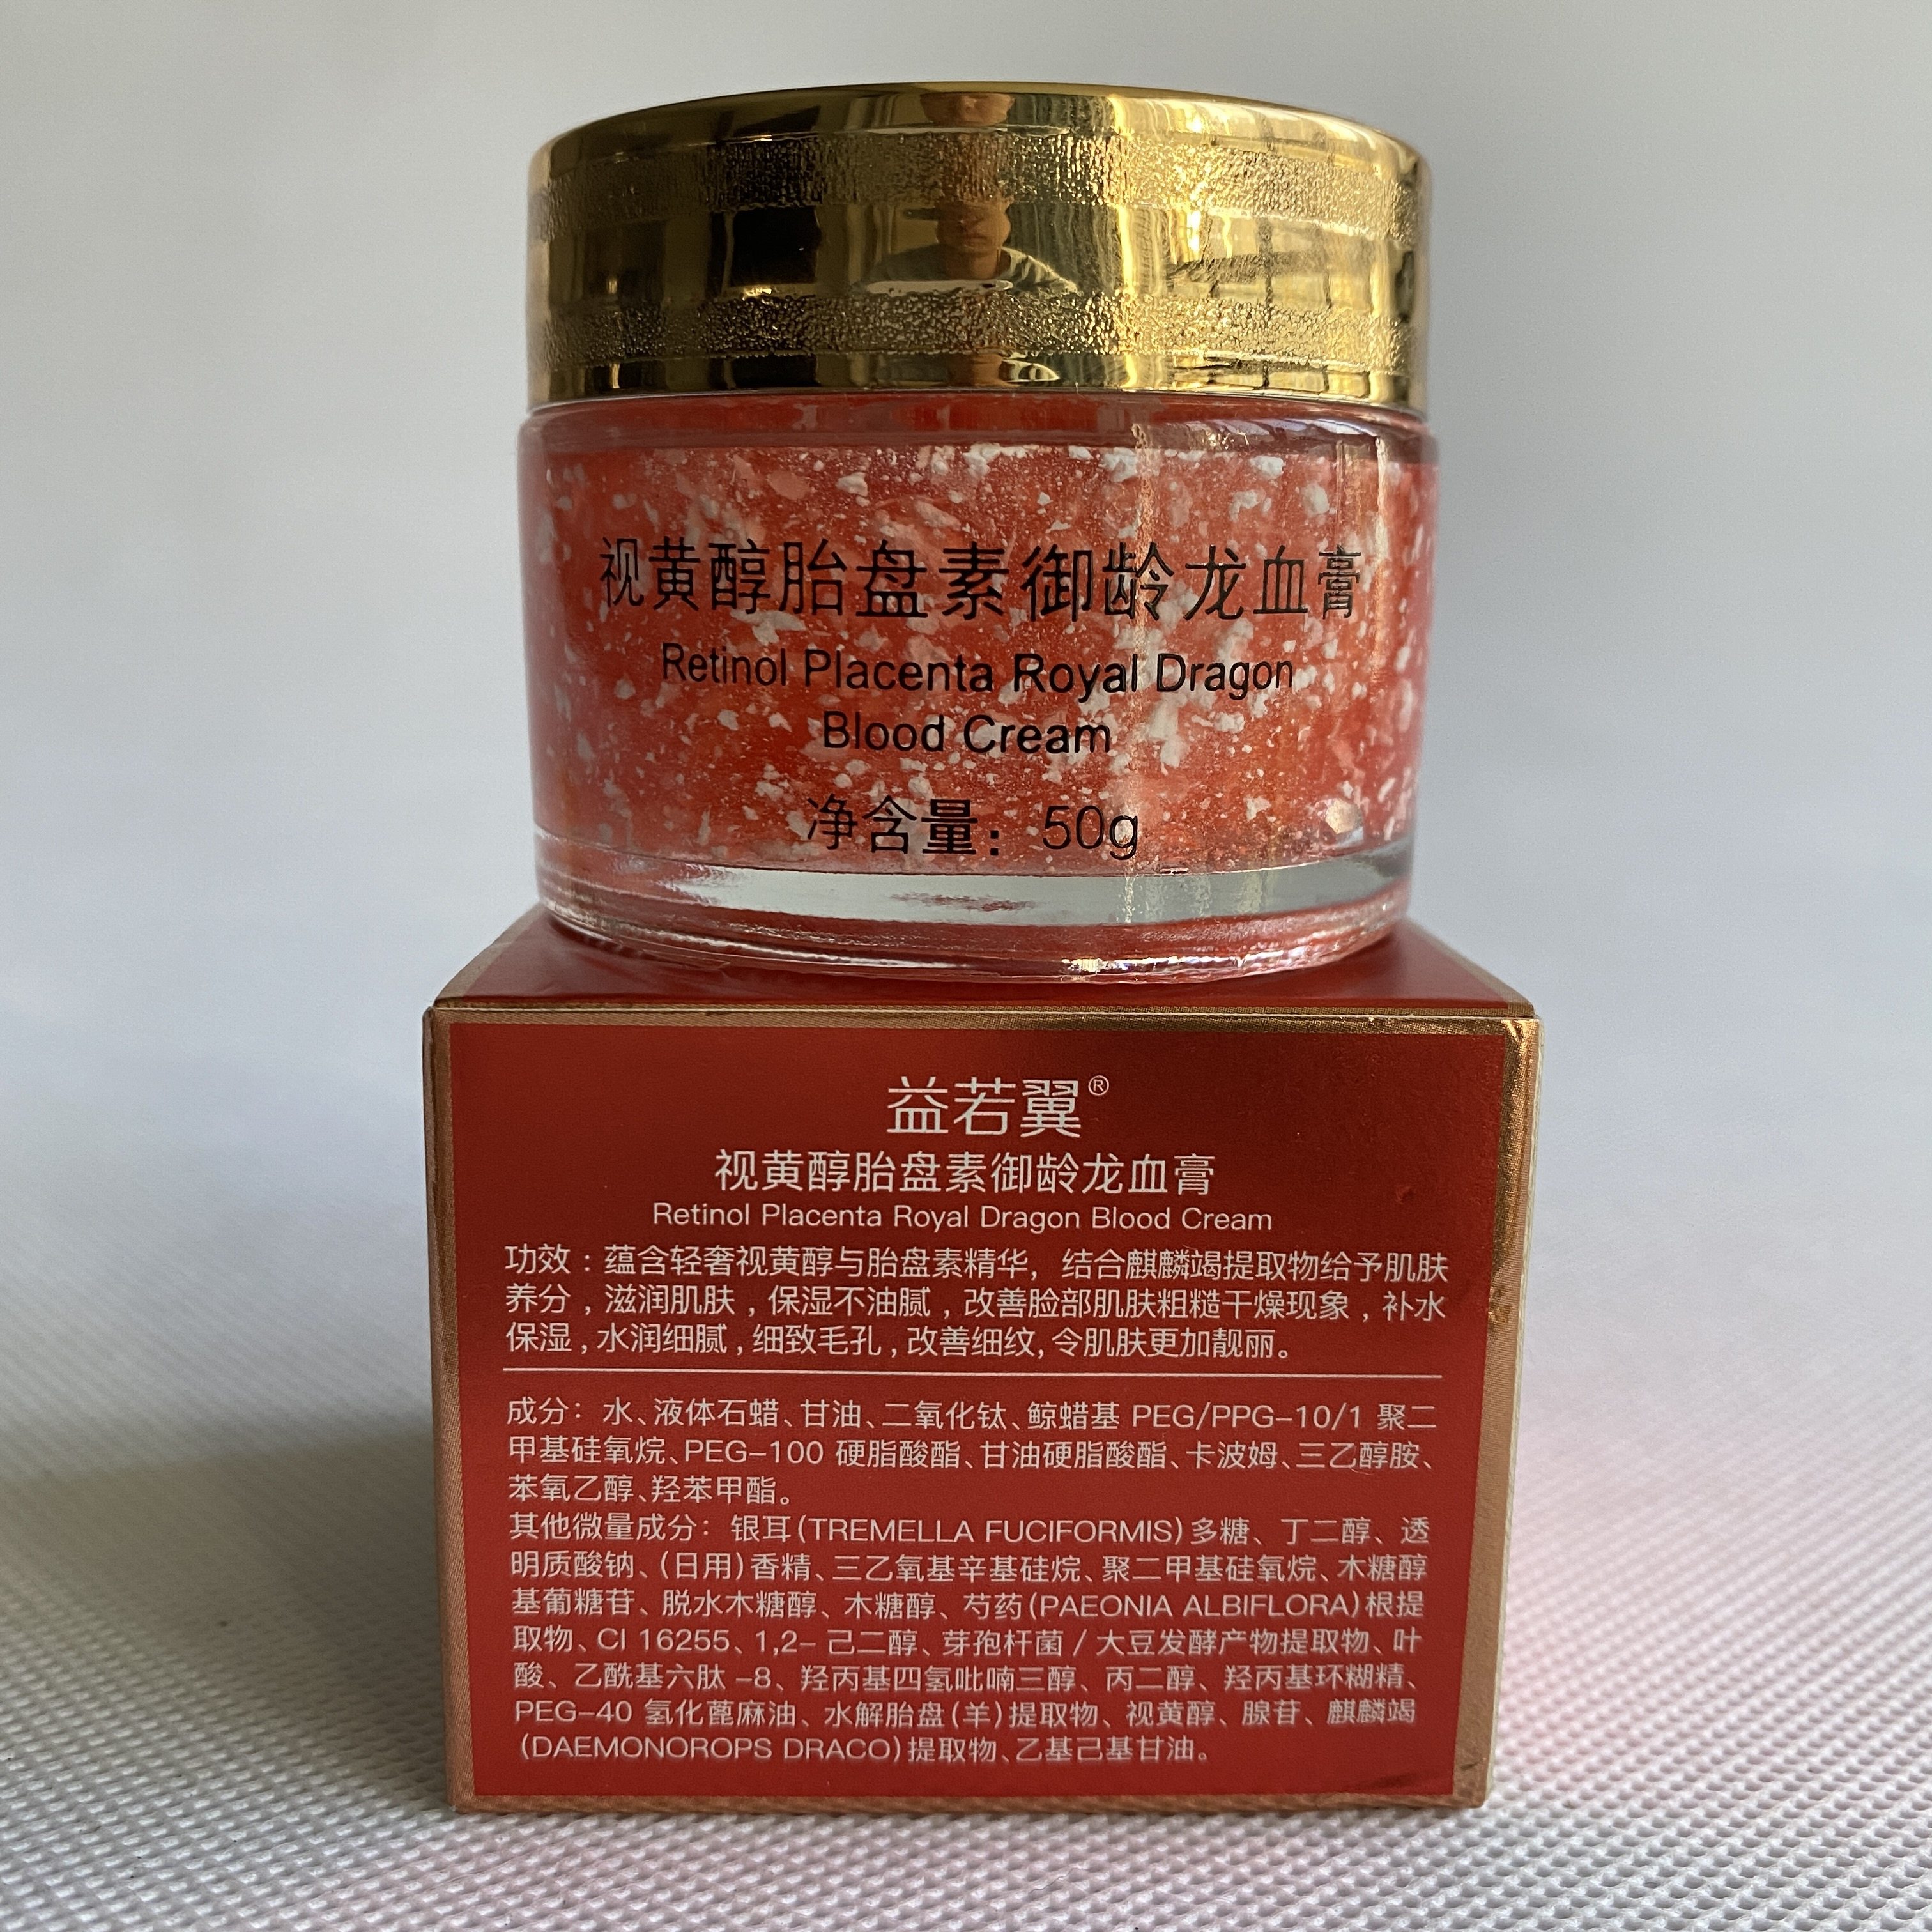 视黄醇胎盘素御龄龙血膏
Retinol Placenta Royal Dragon
Blood Cream
净含量：50g
益若翼®
视黄醇胎盘素御龄龙血膏
Retinol Placenta Royal Dragon Blood Cream
功效：蕴含轻奢视黄醇与胎盘素精华，结合麒麟竭提取物给予肌肤
养分，滋润肌肤，保湿不油腻，改善脸部肌肤粗糙干燥现象，补水
保湿，水润细腻，细致毛孔，改善细纹，令肌肤更加靓丽。
成分：水、液体石蜡、甘油、二氧化钛、鲸蜡基 PEG/PPG-10/1 聚二
甲基硅氧烷、PEG-100 硬脂酸酯、甘油硬脂酸酯、卡波姆、三乙醇胺、
苯氧乙醇、羟苯甲酯。
其他微量成分：银耳(TREMELLA FUCIFORMIS)多糖、丁二醇、透
明质酸钠、(日用)香精、三乙氧基辛基硅烷、聚二甲基硅氧烷、木糖醇
基葡糖苷、脱水木糖醇、木糖醇、芍药(PAEONIA ALBIFLORA)根提
取物、CI 16255、1,2- 己二醇、芽孢杆菌 / 大豆发酵产物提取物、叶
酸、乙酰基六肽 -8、羟丙基四氢吡喃三醇、丙二醇、羟丙基环糊精、
PEG-40 氢化蓖麻油、水解胎盘(羊)提取物、视黄醇、腺苷、麒麟竭
(DAEMONOROPS DRACO)提取物、乙基己基甘油。